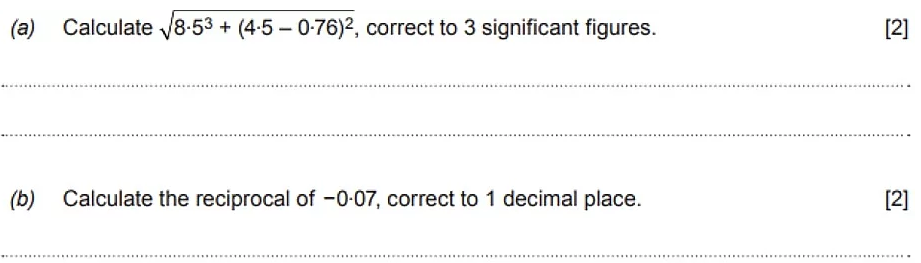 (a) Calculate √8·5³ + (4·5 − 0·76)², correct to 3 significant figures. [2]
(b) Calculate the reciprocal of −0·07, correct to 1 decimal place. [2]